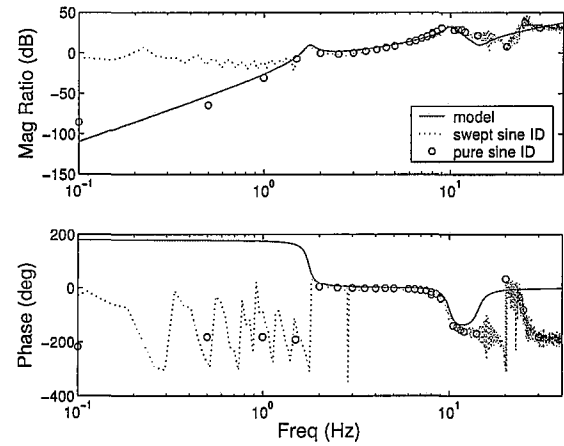 50
0
−50
−100
−150
Mag Ratio (dB)
model
swept sine ID
pure sine ID
10^-1
10^0
10^1
200
0
−200
−400
Phase (deg)
10^-1
10^0
10^1
Freq (Hz)